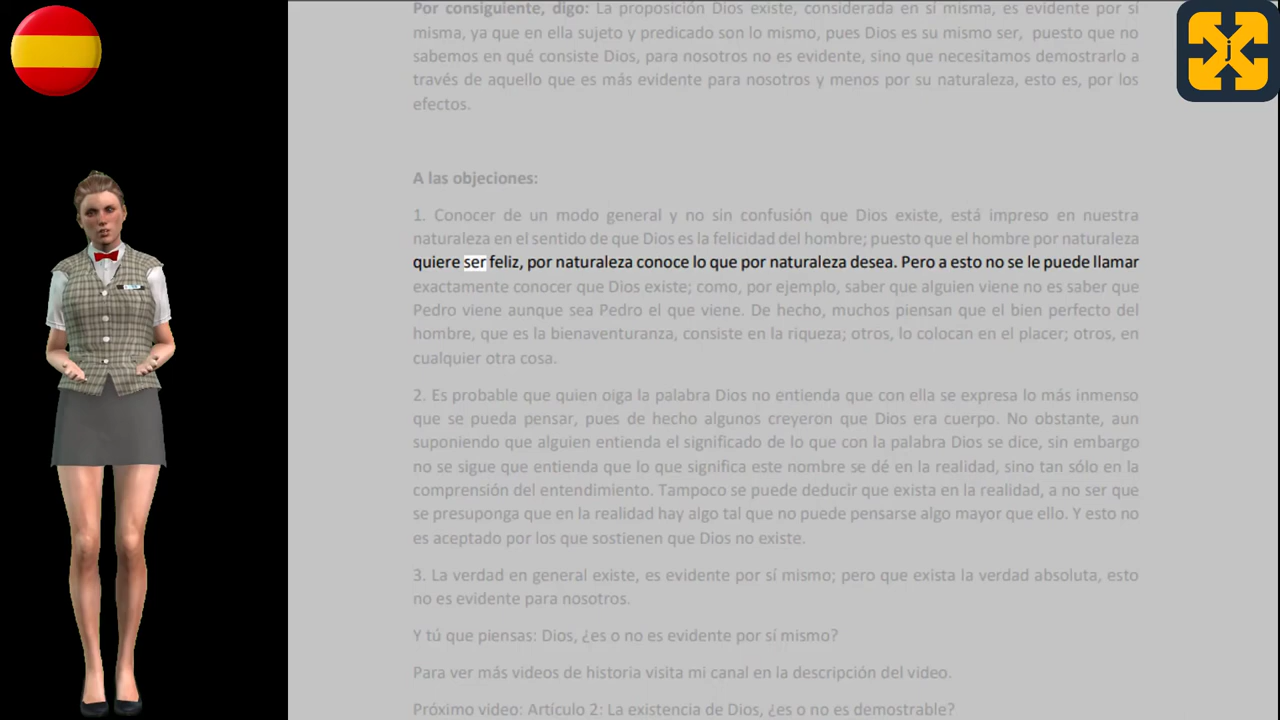 Por consiguiente, digo: La proposición Dios existe, considerada en sí misma, es evidente por sí
misma, ya que en ella sujeto y predicado son lo mismo, pues Dios es su mismo ser, puesto que no
sabemos en qué consiste Dios, para nosotros no es evidente, sino que necesitamos demostrarlo a
través de aquello que es más evidente para nosotros y menos por su naturaleza, esto es, por los
efectos.
A las objeciones:
1. Conocer de un modo general y no sin confusión que Dios existe, está impreso en nuestra
naturaleza en el sentido de que Dios es la felicidad del hombre; puesto que el hombre por naturaleza
quiere ser feliz, por naturaleza conoce lo que por naturaleza desea. Pero a esto no se le puede llamar
exactamente conocer que Dios existe; como, por ejemplo, saber que alguien viene no es saber que
Pedro viene aunque sea Pedro el que viene. De hecho, muchos piensan que el bien perfecto del
hombre, que es la bienaventuranza, consiste en la riqueza; otros, lo colocan en el placer; otros, en
cualquier otra cosa.
2. Es probable que quien oiga la palabra Dios no entienda que con ella se expresa lo más inmenso
que se pueda pensar, pues de hecho algunos creyeron que Dios era cuerpo. No obstante, aun
suponiendo que alguien entienda el significado de lo que con la palabra Dios se dice, sin embargo
no se sigue que entienda que lo que significa este nombre se dé en la realidad, sino tan sólo en la
comprensión del entendimiento. Tampoco se puede deducir que exista en la realidad, a no ser que
se presuponga que en la realidad hay algo tal que no puede pensarse algo mayor que ello. Y esto no
es aceptado por los que sostienen que Dios no existe.
3. La verdad en general existe, es evidente por sí mismo; pero que exista la verdad absoluta, esto
no es evidente para nosotros.
Y tú que piensas: Dios, ¿es o no es evidente por sí mismo?
Para ver más videos de historia visita mi canal en la descripción del video.
Próximo video: Artículo 2: La existencia de Dios, ¿es o no es demostrable?